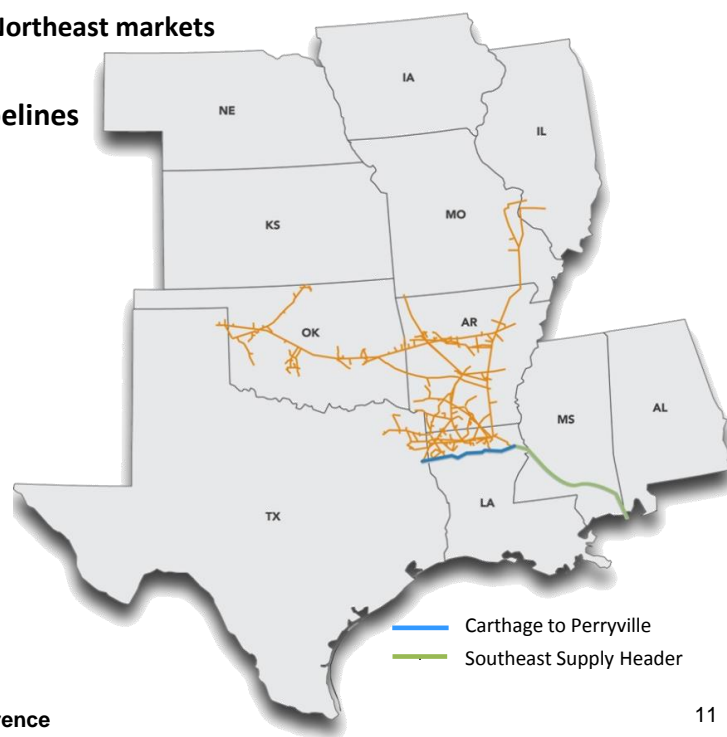 Northeast markets
elines
IA
NE
IL
MO
KS
OK
AR
MS
AL
LA
TX
Carthage to Perryville
Southeast Supply Header
rence
11